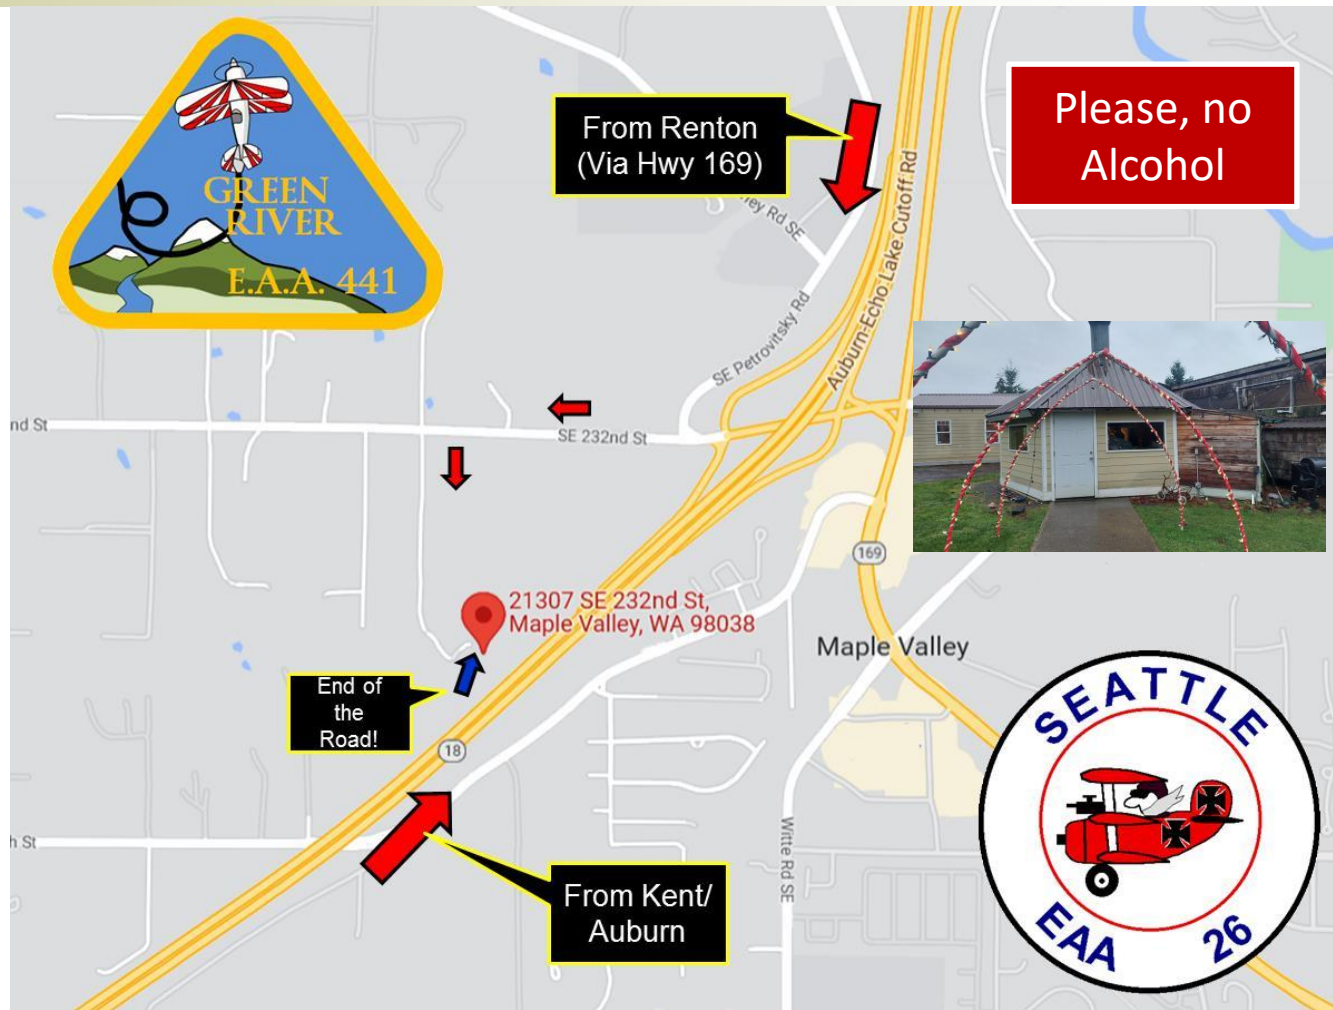 GREEN
RIVER
E.A.A. 441
From Renton
(Via Hwy 169)
Please, no
Alcohol
ley Rd SE
Auburn-Echo Lake Cutoff Rd
SE Petrovitsky Rd
nd St
SE 232nd St
169
21307 SE 232nd St,
Maple Valley, WA 98038
Maple Valley
End of
the
Road!
18
SEATTLE
EAA 26
h St
Witte Rd SE
From Kent/
Auburn